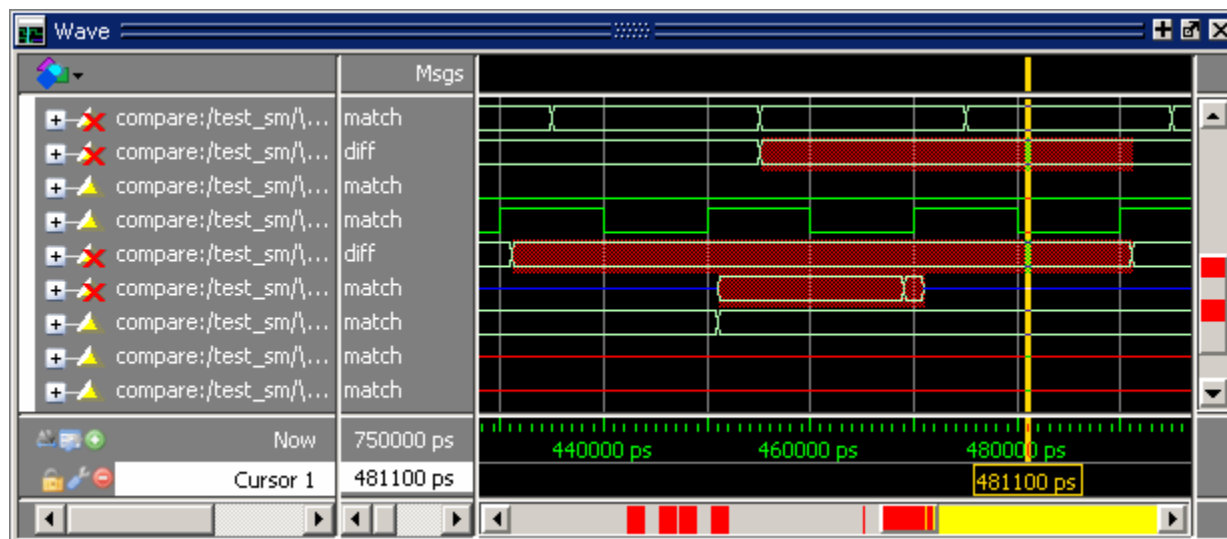 Wave
Msgs
compare:/test_sm/\... match
compare:/test_sm/\... diff
compare:/test_sm/\... match
compare:/test_sm/\... match
compare:/test_sm/\... diff
compare:/test_sm/\... match
compare:/test_sm/\... match
compare:/test_sm/\... match
compare:/test_sm/\... match
Now 750000 ps 440000 ps 460000 ps 480000 ps
Cursor 1 481100 ps 481100 ps